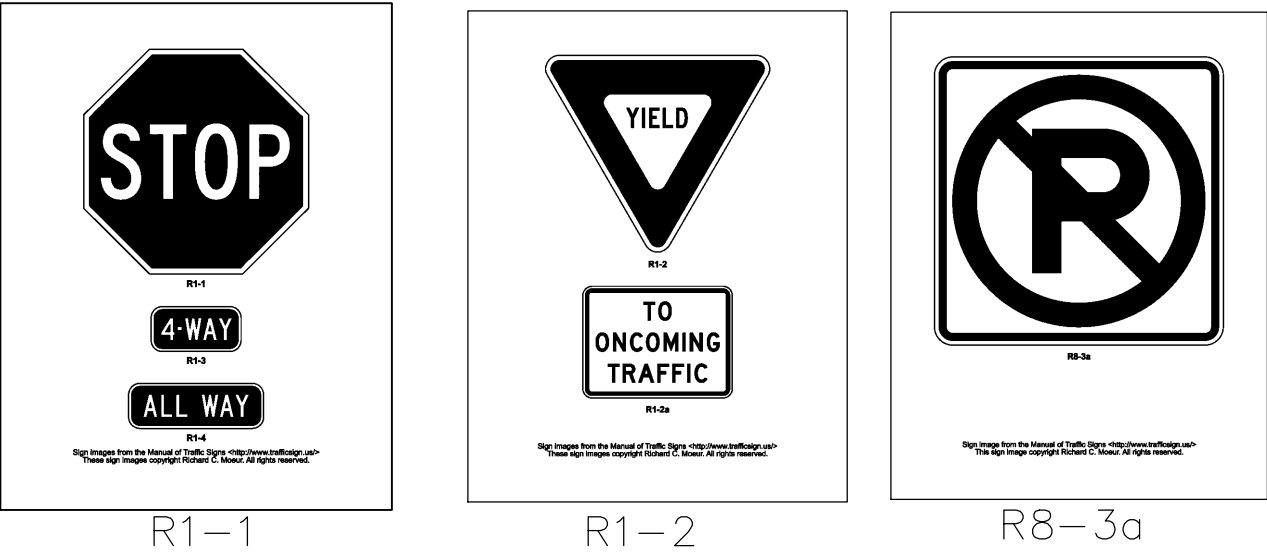 STOP
R1-1
4-WAY
R1-3
ALL WAY
R1-4
Sign images from the Manual of Traffic Signs <http://www.trafficsign.us/>
These sign images copyright Richard C. Moeur. All rights reserved.
R1-1
YIELD
R1-2
TO
ONCOMING
TRAFFIC
R1-2a
Sign images from the Manual of Traffic Signs <http://www.trafficsign.us/>
These sign images copyright Richard C. Moeur. All rights reserved.
R1-2
P
R8-3a
Sign image from the Manual of Traffic Signs <http://www.trafficsign.us/>
This sign image copyright Richard C. Moeur. All rights reserved.
R8-3a